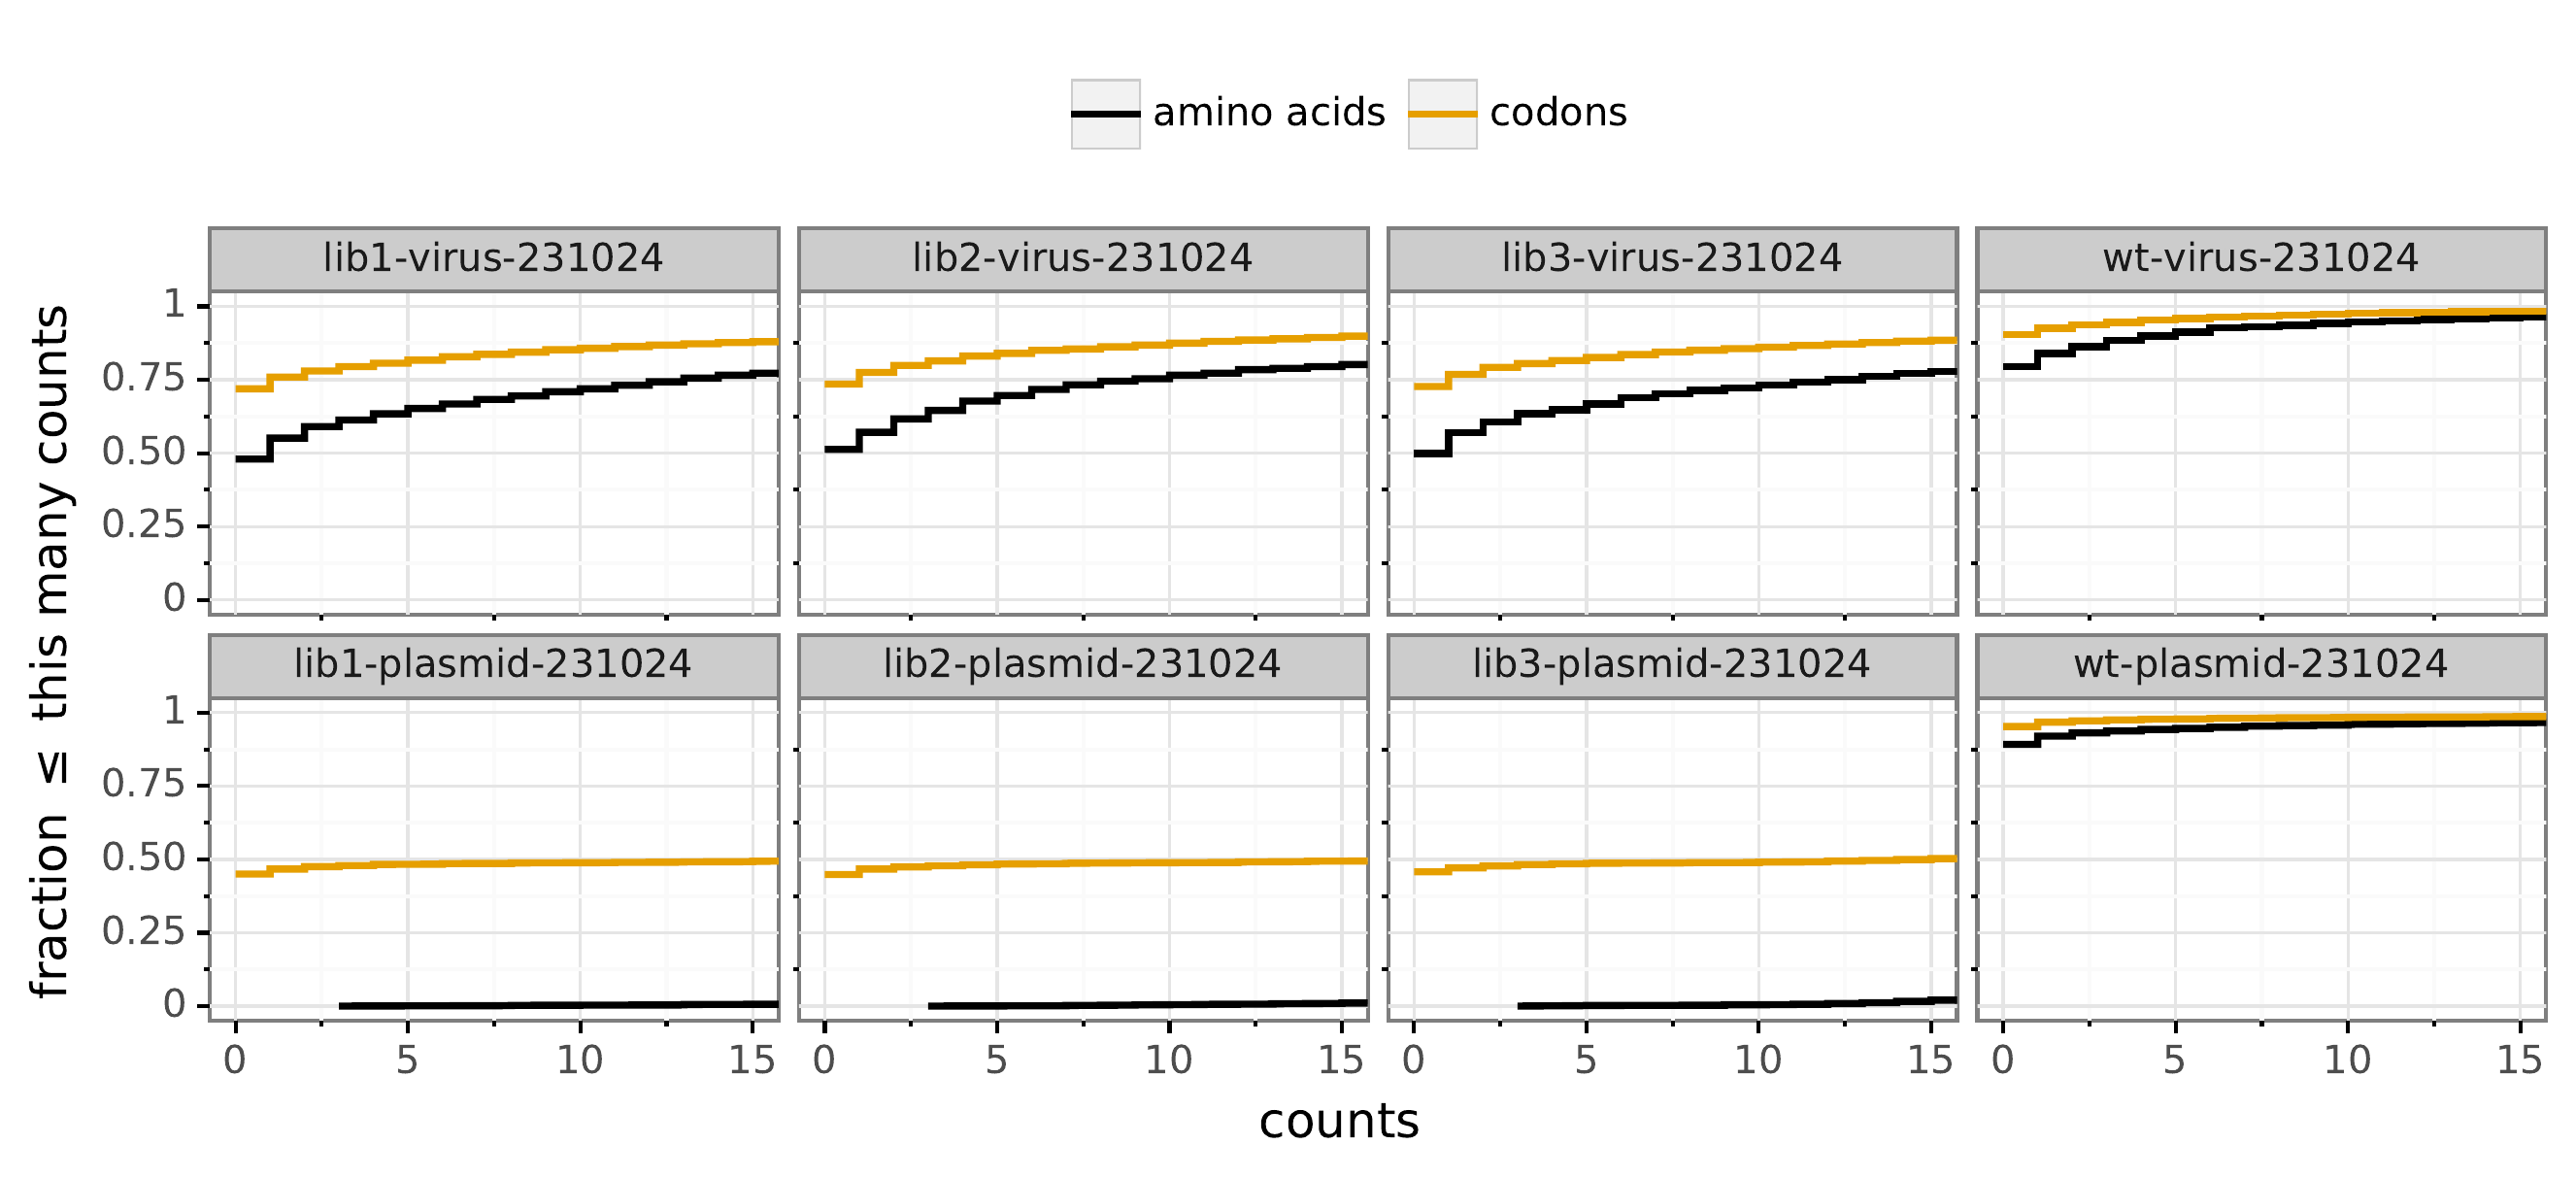 amino acids codons
lib1-virus-231024 lib2-virus-231024 lib3-virus-231024 wt-virus-231024
1
0.75
0.50
0.25
0
lib1-plasmid-231024 lib2-plasmid-231024 lib3-plasmid-231024 wt-plasmid-231024
1
0.75
0.50
0.25
0
0 5 10 15 0 5 10 15 0 5 10 15 0 5 10 15
counts
fraction ≤ this many counts